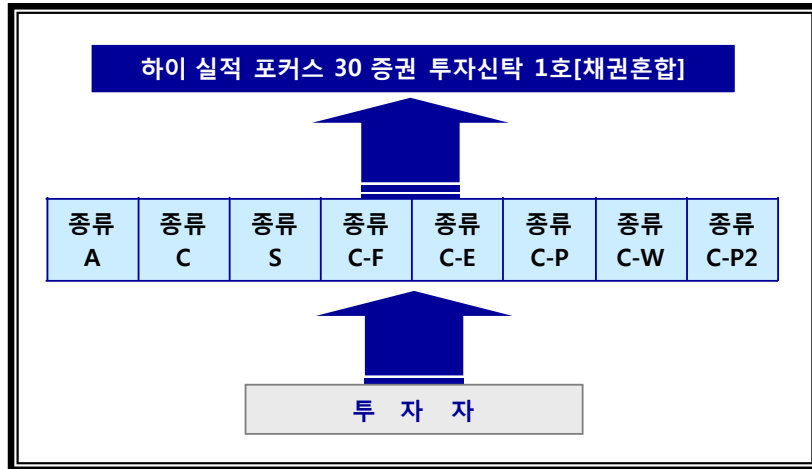 하이 실적 포커스 30 증권 투자신탁 1호[채권혼합]
종류 종류 종류 종류 종류 종류 종류 종류
A C S C-F C-E C-P C-W C-P2
투 자 자